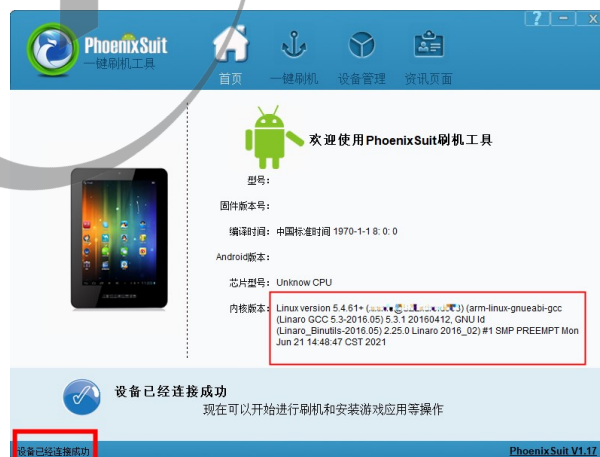 PhoenixSuit
一键刷机工具
首页
一键刷机
设备管理
资讯页面
欢迎使用PhoenixSuit刷机工具
型号：
固件版本号：
编译时间：中国标准时间 1970-1-1 8: 0: 0
Android版本：
芯片型号：Unknow CPU
内核版本：Linux version 5.4.61+ ( ) (arm-linux-gnueabi-gcc
(Linaro GCC 5.3-2016.05) 5.3.1 20160412, GNU ld
(Linaro_Binutils-2016.05) 2.25.0 Linaro 2016_02) #1 SMP PREEMPT Mon
Jun 21 14:48:47 CST 2021
设备已经连接成功
现在可以开始进行刷机和安装游戏应用等操作
设备已经连接成功
PhoenixSuit V1.17